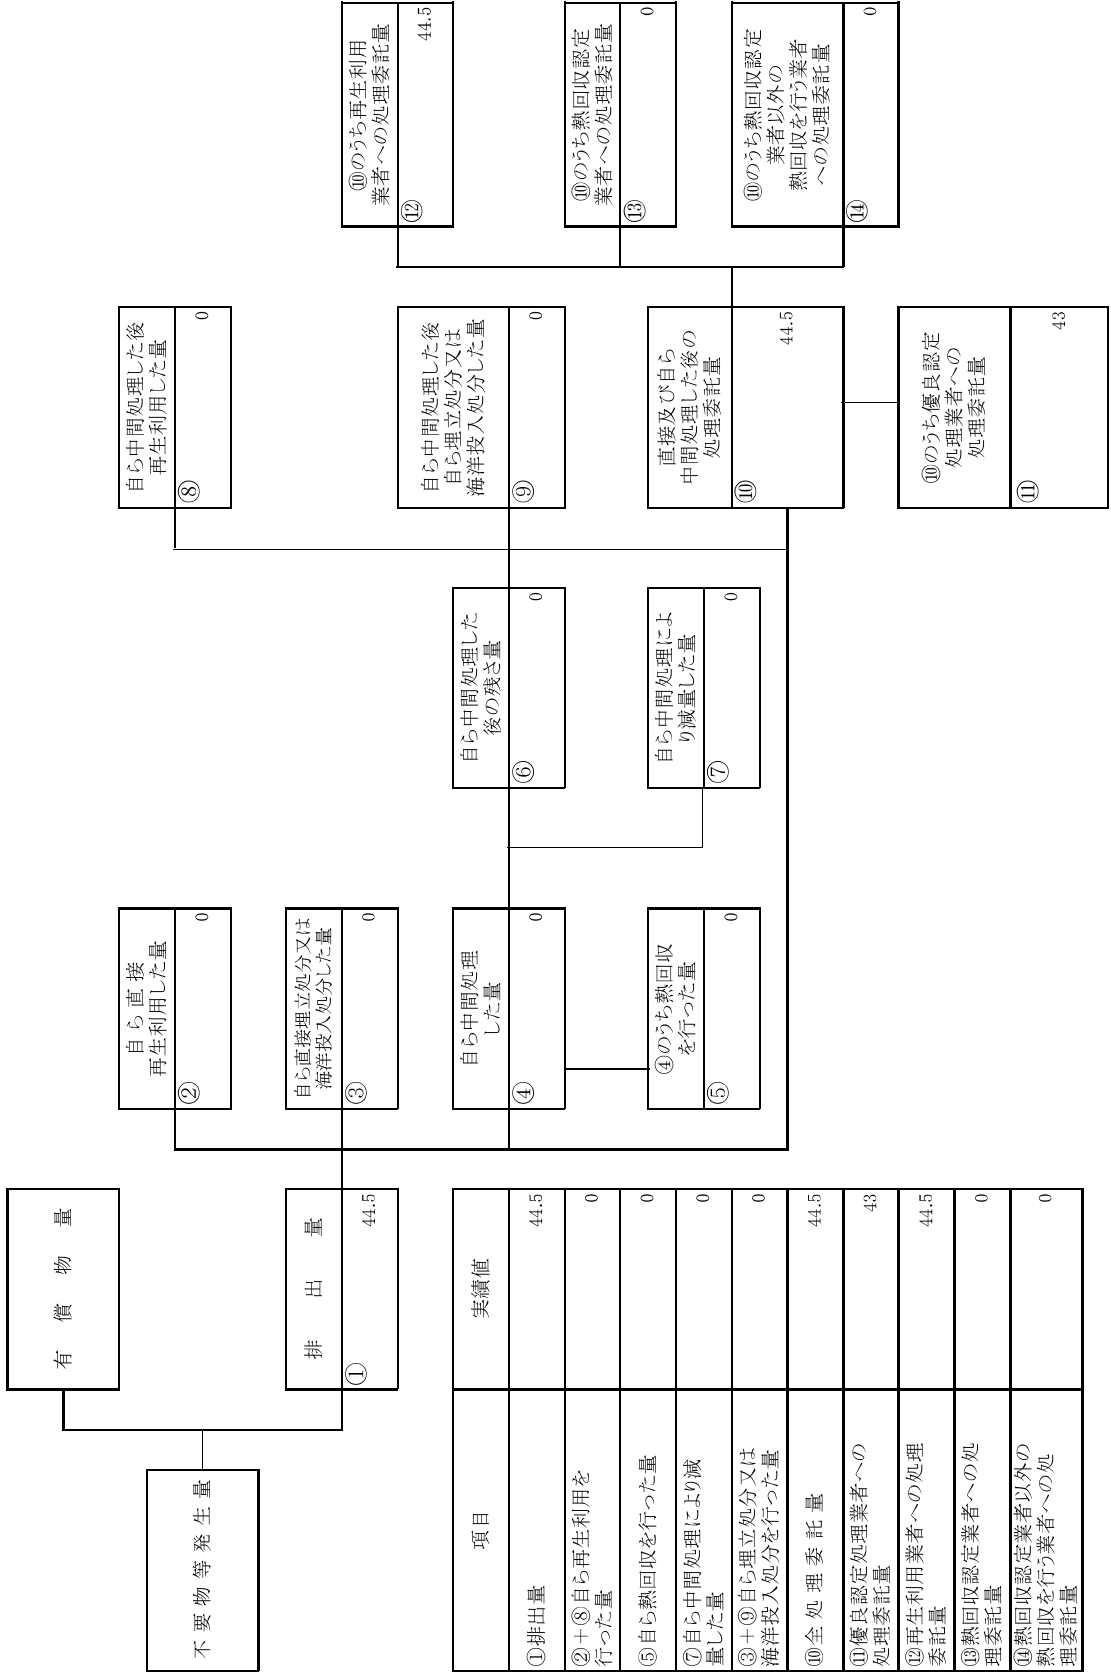 不要物等発生量
有償物量
排出量
①
44.5
自ら直接
再生利用した量
②
0
自ら直接埋立処分又は
海洋投入処分した量
③
0
自ら中間処理
した量
④
0
④のうち熱回収
を行った量
⑤
0
自ら中間処理した
後の残さ量
⑥
0
自ら中間処理によ
り減量した量
⑦
0
自ら中間処理した後
再生利用した量
⑧
0
自ら中間処理した後
自ら埋立処分又は
海洋投入処分した量
⑨
0
直接及び自ら
中間処理した後の
処理委託量
⑩
44.5
⑩のうち優良認定
処理業者への
処理委託量
⑪
43
⑩のうち再生利用
業者への処理委託量
⑫
44.5
⑩のうち熱回収認定
業者への処理委託量
⑬
0
⑩のうち熱回収認定
業者以外の
熱回収を行う業者
への処理委託量
⑭
0
項目 実績値
①排出量 44.5
②+⑧自ら再生利用を
行った量 0
⑤自ら熱回収を行った量 0
⑦自ら中間処理により減
量した量 0
③+⑨自ら埋立処分又は
海洋投入処分を行った量 0
⑩全処理委託量 44.5
⑪優良認定処理業者への
処理委託量 43
⑫再生利用業者への処理
委託量 44.5
⑬熱回収認定業者への処
理委託量 0
⑭熱回収認定業者以外の
熱回収を行う業者への処
理委託量 0